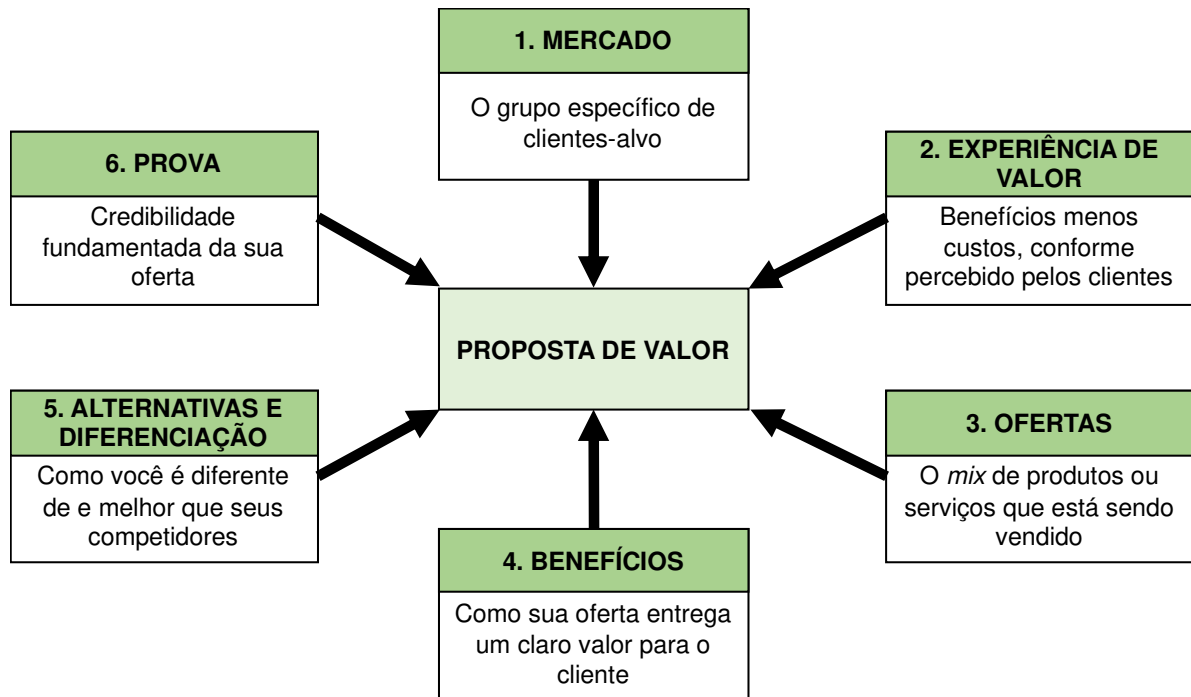 1. MERCADO
O grupo específico de
clientes-alvo
2. EXPERIÊNCIA DE
VALOR
Benefícios menos
custos, conforme
percebido pelos clientes
3. OFERTAS
O mix de produtos ou
serviços que está sendo
vendido
4. BENEFÍCIOS
Como sua oferta entrega
um claro valor para o
cliente
5. ALTERNATIVAS E
DIFERENCIAÇÃO
Como você é diferente
de e melhor que seus
competidores
6. PROVA
Credibilidade
fundamentada da sua
oferta
PROPOSTA DE VALOR